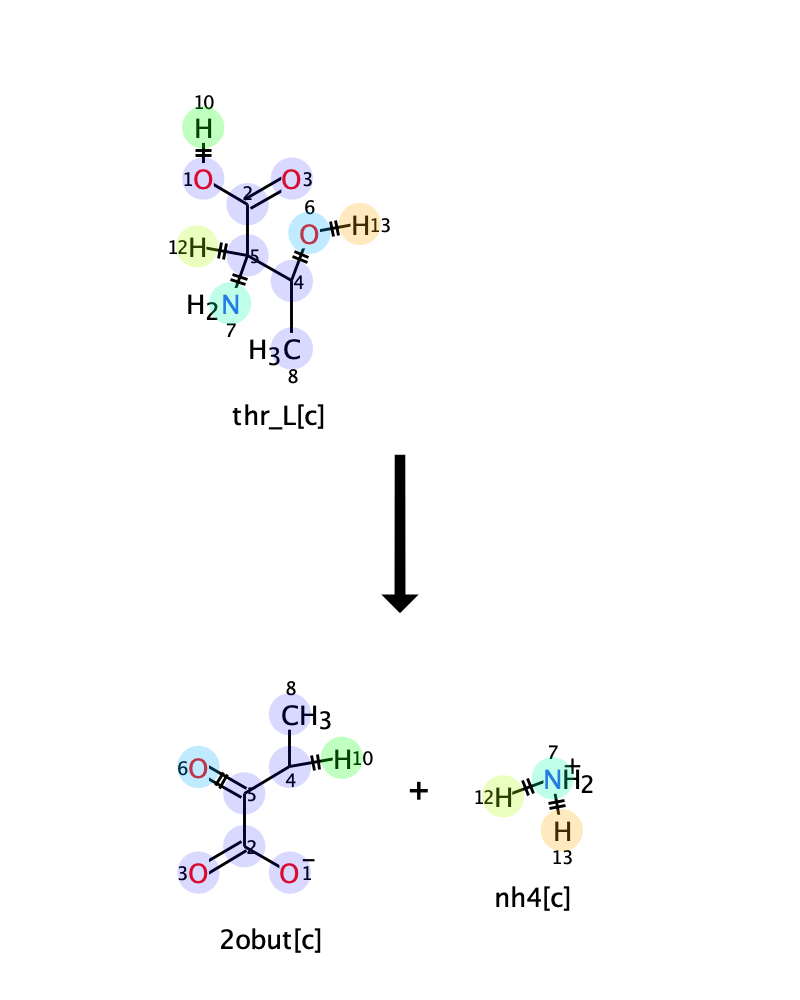 10
H
1O
2
O3
6
O
H13
12H
5
4
H2N
7
H3C
8
thr_L[c]
8
CH3
6O
H10
4
5
2
3O
O1
−
+
7
NH2
+
12H
H
13
nh4[c]
2obut[c]